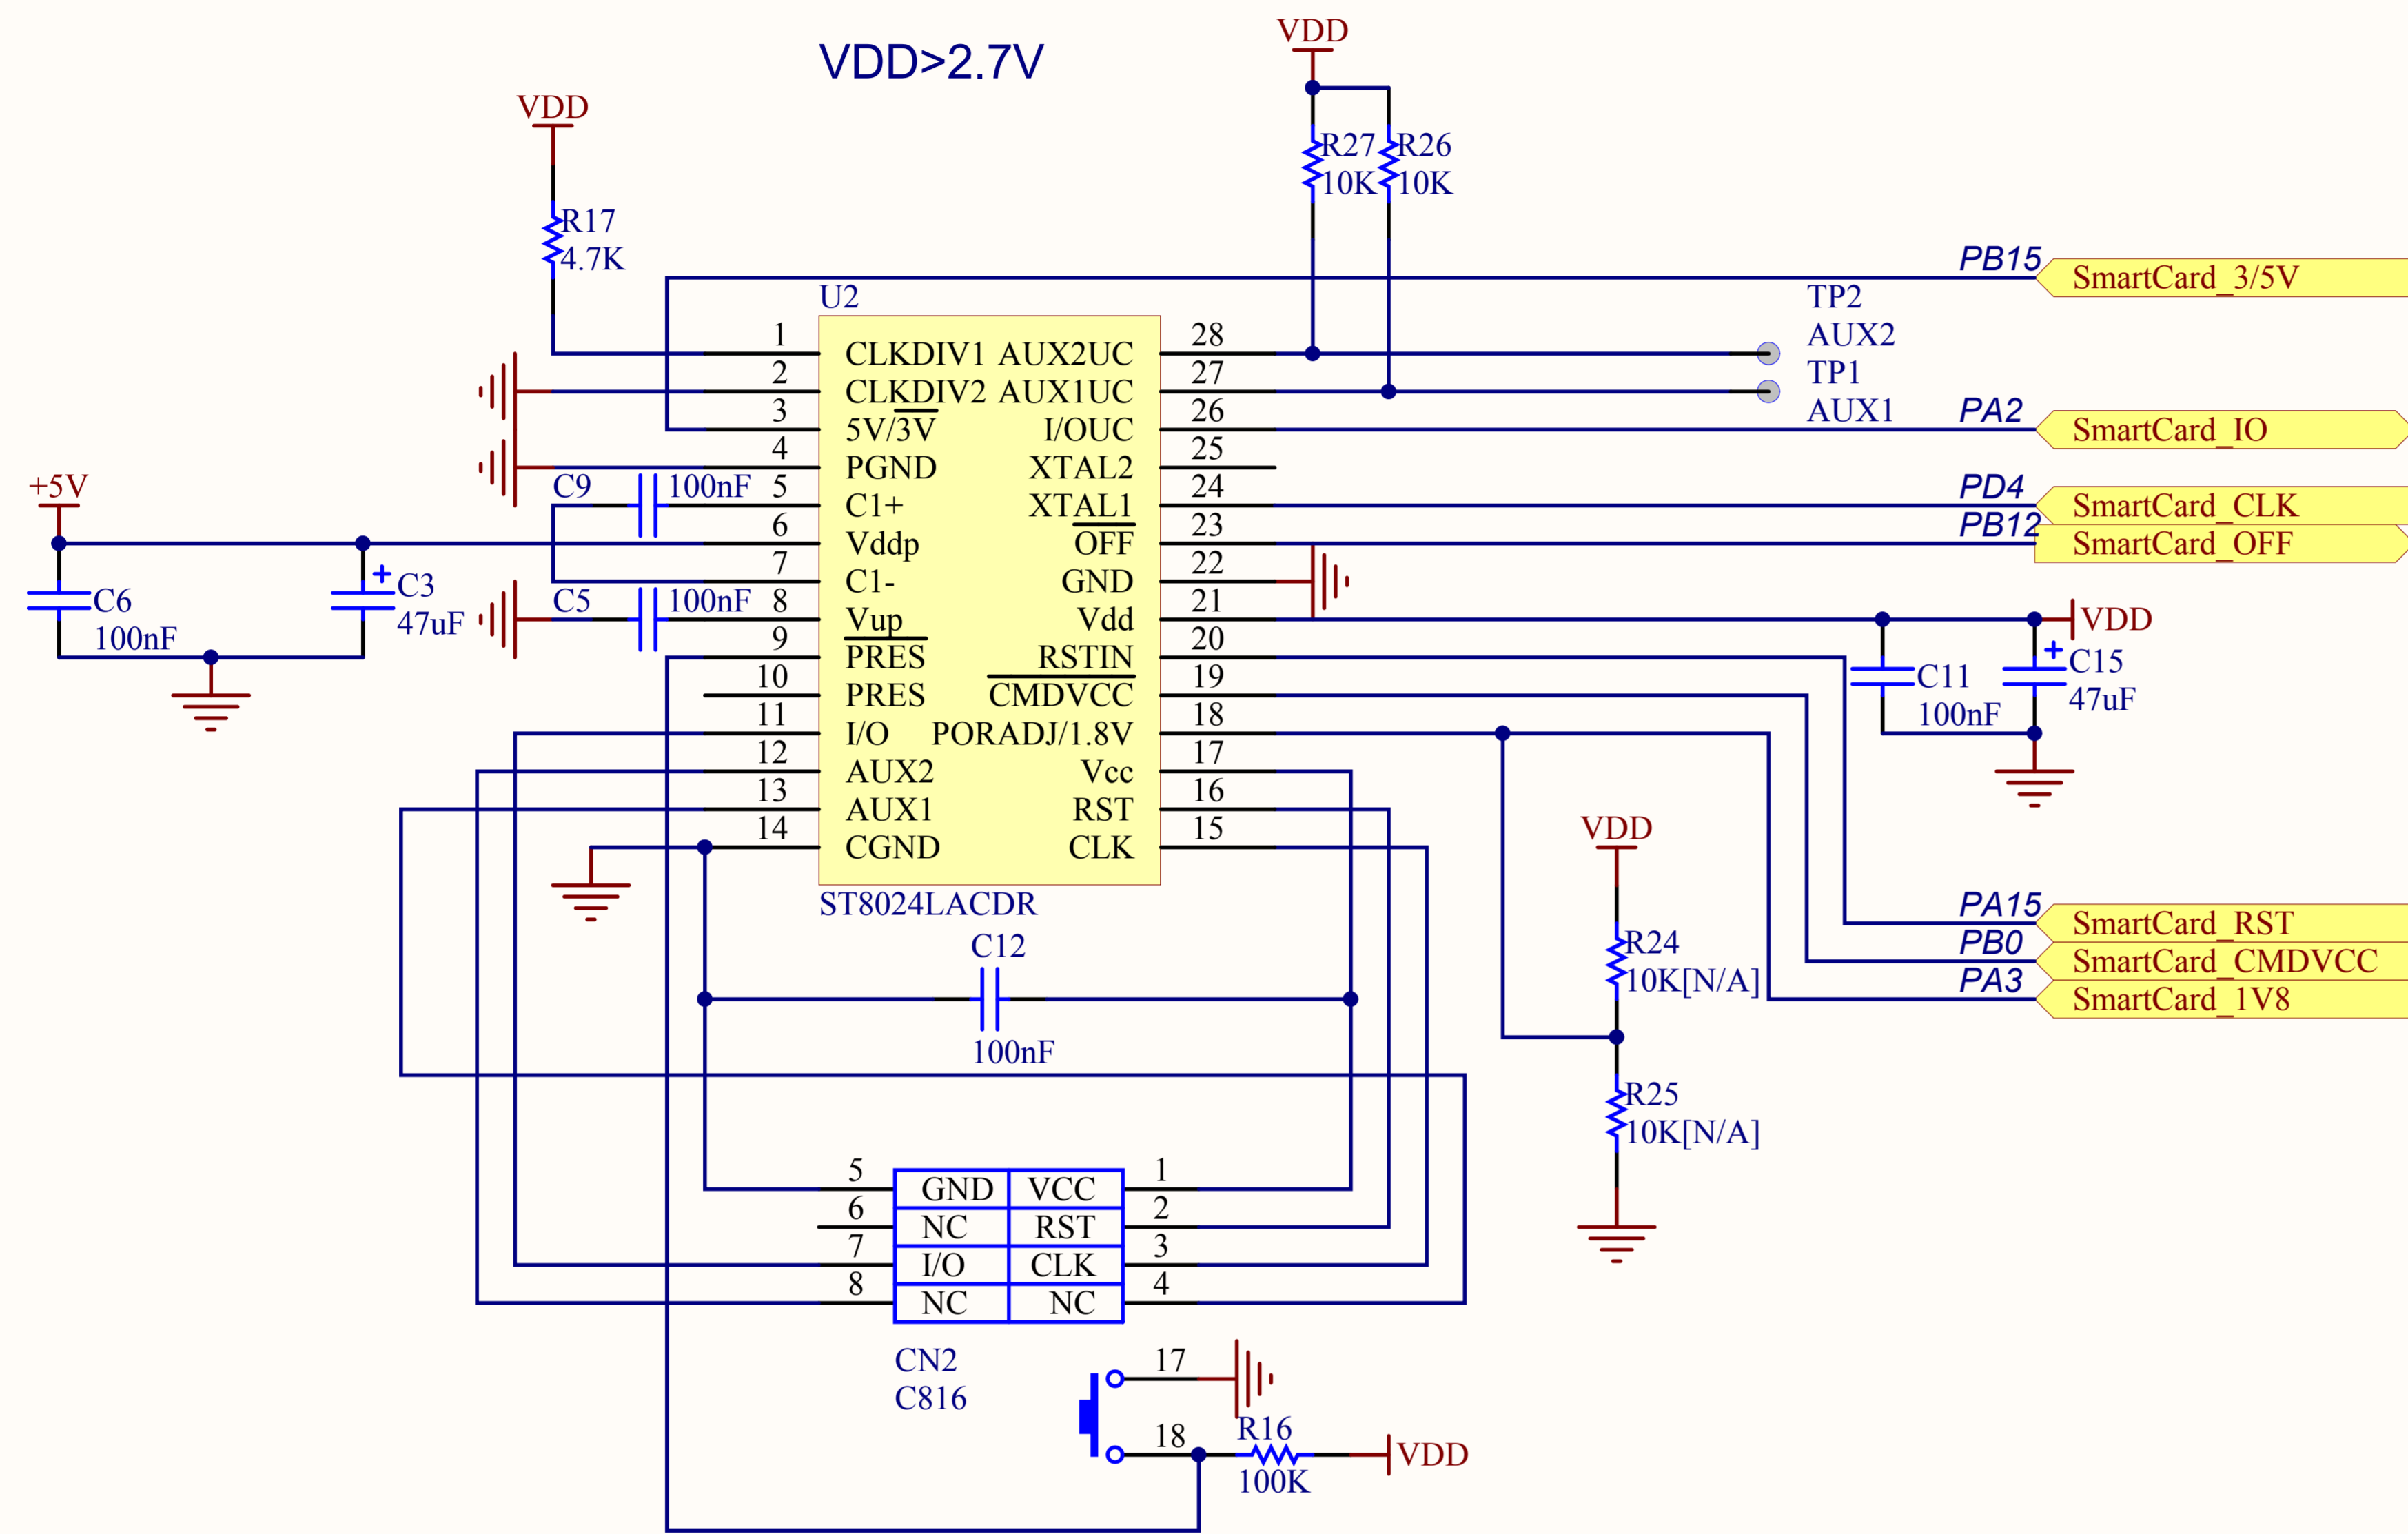 VDD>2.7V
VDD
R17
4.7K
VDD
R27
10K
R26
10K
PB15
SmartCard_3/5V
TP2
AUX2
TP1
AUX1
PA2
SmartCard_IO
PD4
SmartCard_CLK
PB12
SmartCard_OFF
+5V
C6
100nF
C3
47uF
C9
100nF
C5
100nF
U2
1 CLKDIV1 AUX2UC 28
2 CLKDIV2 AUX1UC 27
3 5V/3V I/OUC 26
4 PGND XTAL2 25
5 C1+ XTAL1 24
6 Vddp OFF 23
7 C1- GND 22
8 Vup Vdd 21
9 PRES RSTIN 20
10 PRES CMDVCC 19
11 I/O PORADJ/1.8V 18
12 AUX2 Vcc 17
13 AUX1 RST 16
14 CGND CLK 15
ST8024LACDR
VDD
C11
100nF
C15
47uF
PA15
SmartCard_RST
PB0
SmartCard_CMDVCC
PA3
SmartCard_1V8
VDD
R24
10K[N/A]
R25
10K[N/A]
C12
100nF
5 GND VCC 1
6 NC RST 2
7 I/O CLK 3
8 NC NC 4
CN2
C816
17
18
R16
100K
VDD